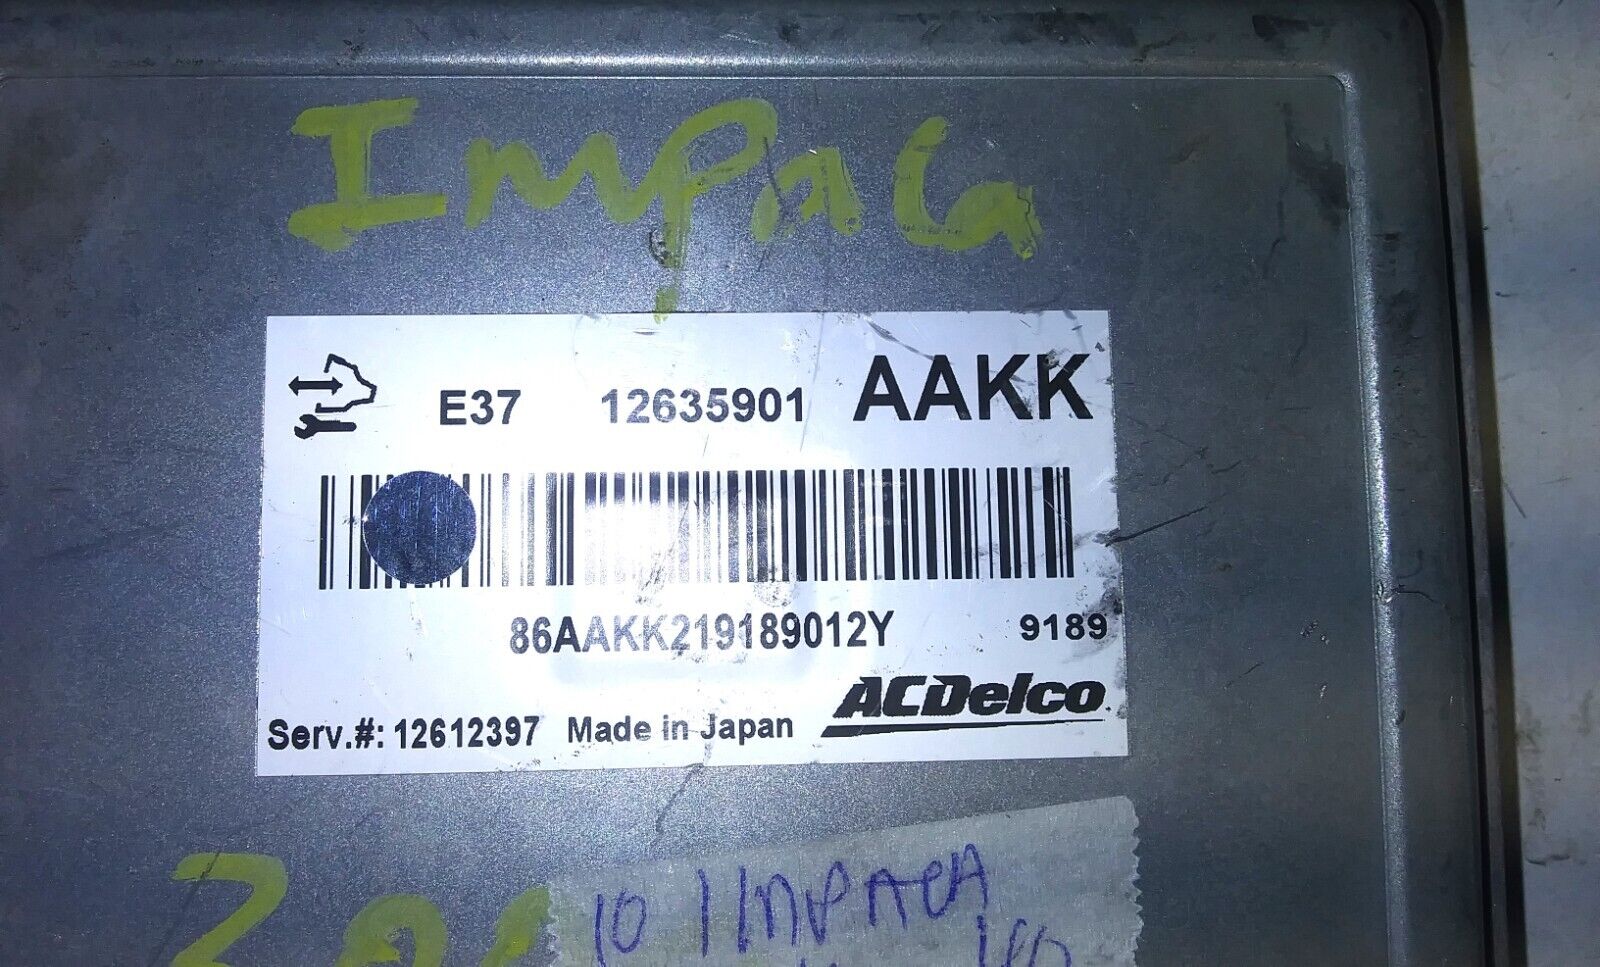 Impala
E37 12635901 AAKK
86AAKK219189012Y 9189
Serv.#: 12612397 Made in Japan ACDelco
10 IMPALA